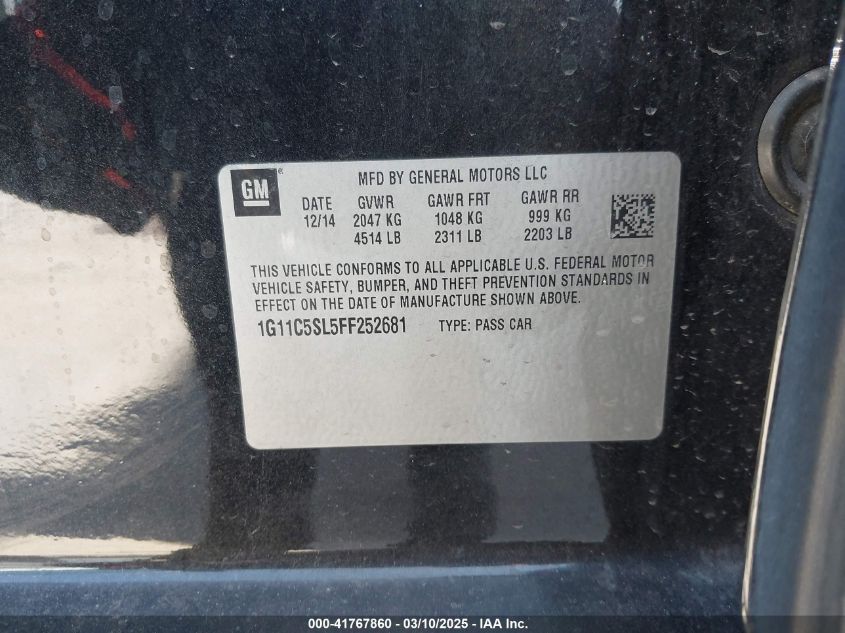 GM
MFD BY GENERAL MOTORS LLC
DATE GVWR GAWR FRT GAWR RR
12/14 2047 KG 1048 KG 999 KG
4514 LB 2311 LB 2203 LB
THIS VEHICLE CONFORMS TO ALL APPLICABLE U.S. FEDERAL MOTOR
VEHICLE SAFETY, BUMPER, AND THEFT PREVENTION STANDARDS IN
EFFECT ON THE DATE OF MANUFACTURE SHOWN ABOVE.
1G11C5SL5FF252681 TYPE: PASS CAR
000-41767860 - 03/10/2025 - IAA Inc.